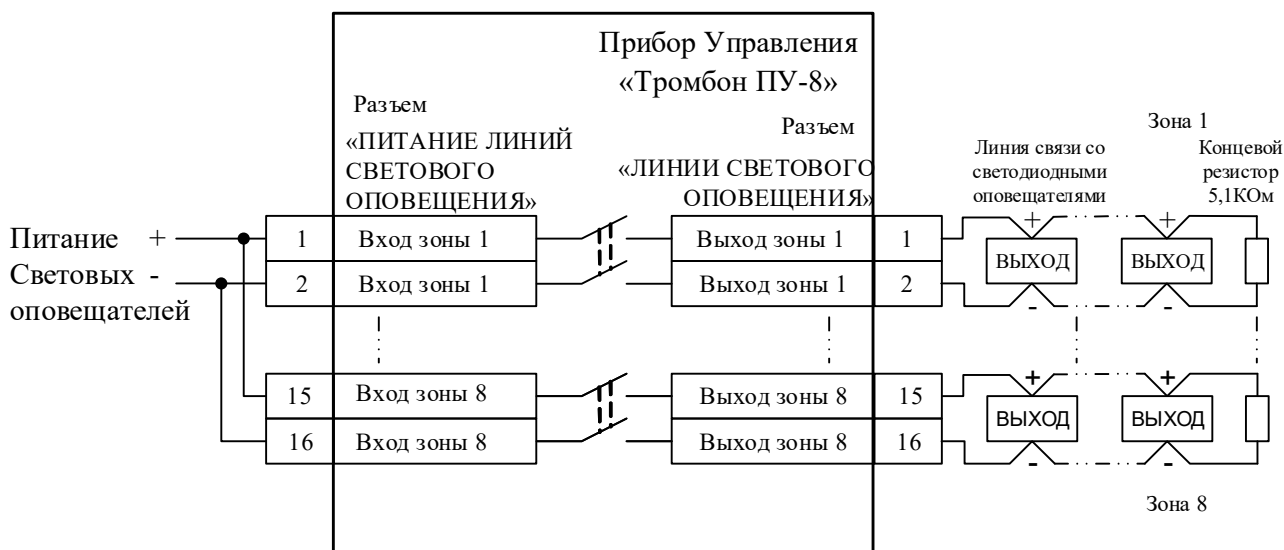 Прибор Управления
«Тромбон ПУ-8»
Разъем
«ПИТАНИЕ ЛИНИЙ
СВЕТОВОГО
ОПОВЕЩЕНИЯ»
Разъем
«ЛИНИИ СВЕТОВОГО
ОПОВЕЩЕНИЯ»
Зона 1
Линия связи со
светодиодными
оповещателями
Концевой
резистор
5,1КОм
Питание +
Световых -
оповещателей
1 Вход зоны 1 Выход зоны 1 1
2 Вход зоны 1 Выход зоны 1 2
+ +
ВЫХОД ВЫХОД
- -
15 Вход зоны 8 Выход зоны 8 15
16 Вход зоны 8 Выход зоны 8 16
+ +
ВЫХОД ВЫХОД
- -
Зона 8